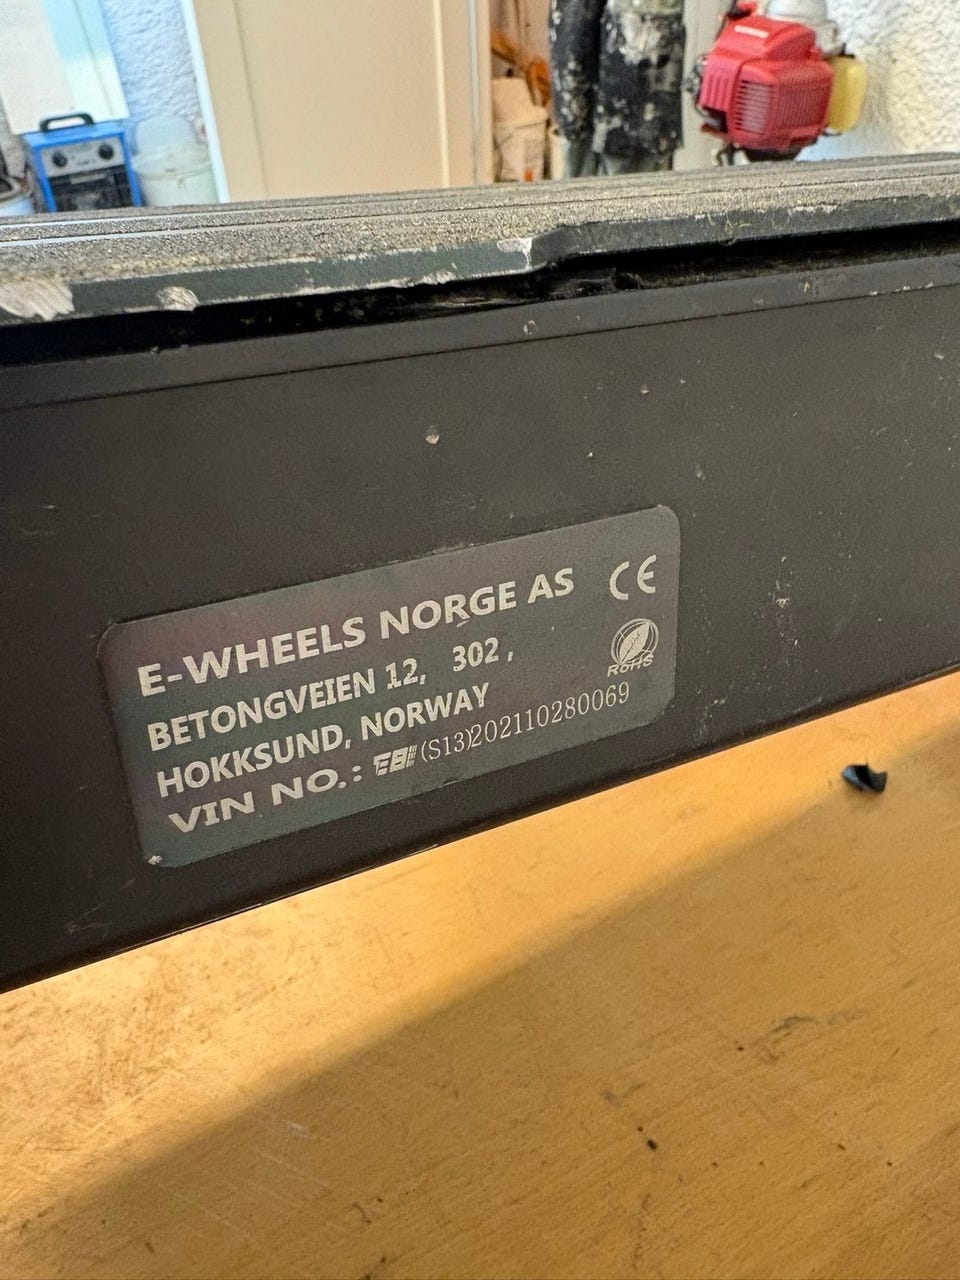 E-WHEELS NORGE AS
CE
BETONGVEIEN 12, 302,
HOKKSUND, NORWAY
ROHS
VIN NO.: (S13)202110280069